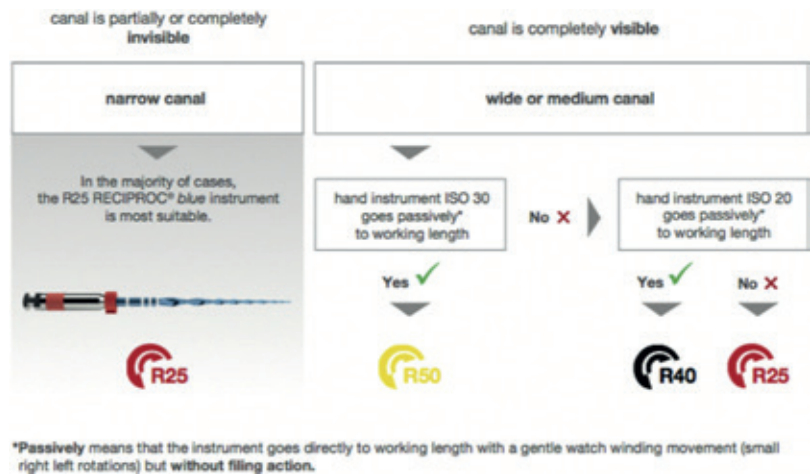 canal is partially or completely
invisible
canal is completely visible
narrow canal
wide or medium canal
In the majority of cases,
the R25 RECIPROC® blue instrument
is most suitable.
hand instrument ISO 30
goes passively*
to working length
No ✗
hand instrument ISO 20
goes passively*
to working length
Yes ✓
Yes ✓
No ✗
R25
R50
R40
R25
*Passively means that the instrument goes directly to working length with a gentle watch winding movement (small
right left rotations) but without filing action.